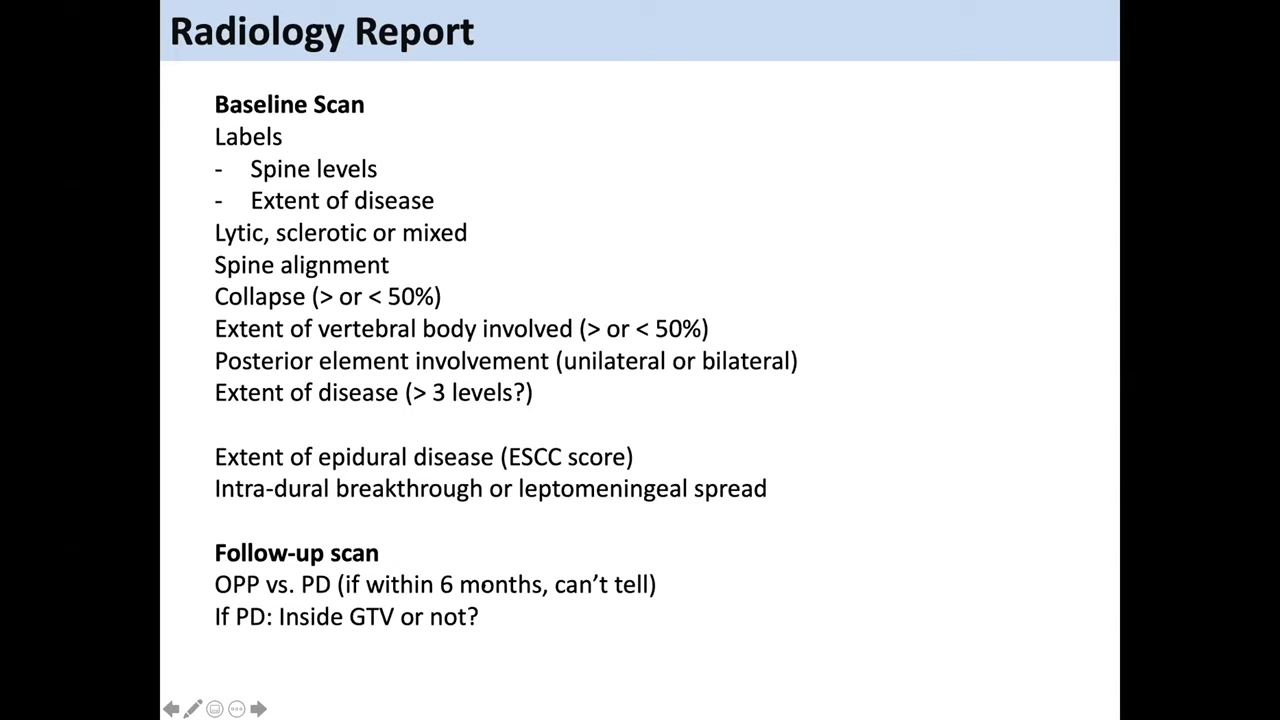 Radiology Report
Baseline Scan
Labels
- Spine levels
- Extent of disease
Lytic, sclerotic or mixed
Spine alignment
Collapse (> or < 50%)
Extent of vertebral body involved (> or < 50%)
Posterior element involvement (unilateral or bilateral)
Extent of disease (> 3 levels?)
Extent of epidural disease (ESCC score)
Intra-dural breakthrough or leptomeningeal spread
Follow-up scan
OPP vs. PD (if within 6 months, can't tell)
If PD: Inside GTV or not?